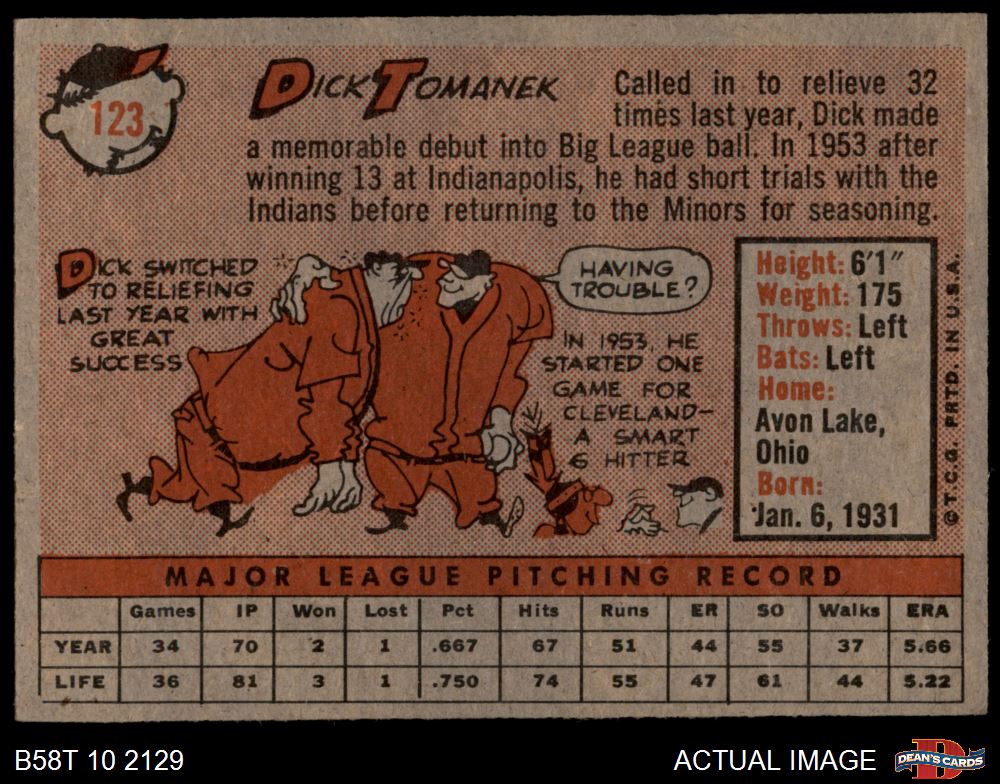 123
DICK TOMANEK
Called in to relieve 32
times last year, Dick made
a memorable debut into Big League ball. In 1953 after
winning 13 at Indianapolis, he had short trials with the
Indians before returning to the Minors for seasoning.
DICK SWITCHED
TO RELIEFING
LAST YEAR WITH
GREAT
SUCCESS
HAVING
TROUBLE?
IN 1953, HE
STARTED ONE
GAME FOR
CLEVELAND—
A SMART
6 HITTER
Height: 6'1"
Weight: 175
Throws: Left
Bats: Left
Home:
Avon Lake,
Ohio
Born:
Jan. 6, 1931
© T.C.G. PRTD. IN U.S.A.
MAJOR LEAGUE PITCHING RECORD
Games IP Won Lost Pct Hits Runs ER SO Walks ERA
YEAR 34 70 2 1 .667 67 51 44 55 37 5.66
LIFE 36 81 3 1 .750 74 55 47 61 44 5.22
B58T 10 2129
ACTUAL IMAGE
D
DEAN'S CARDS